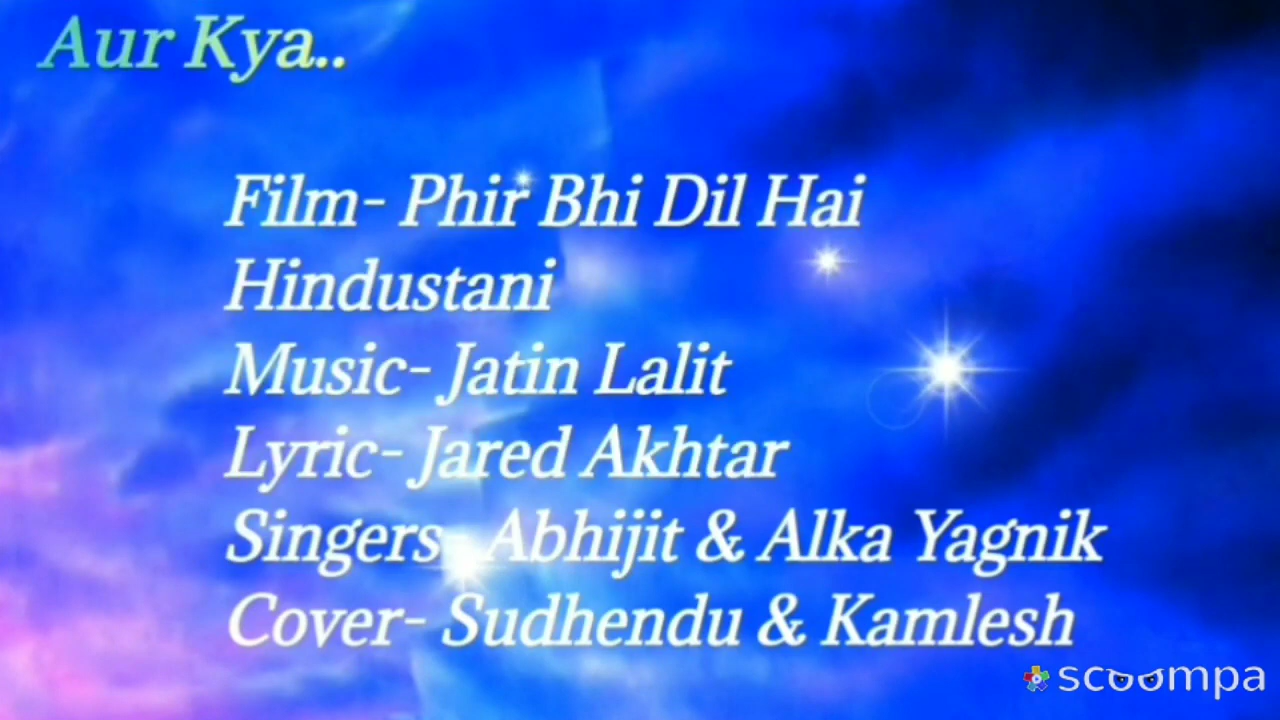 Aur Kya..
Film- Phir Bhi Dil Hai
Hindustani
Music- Jatin Lalit
Lyric- Jared Akhtar
Singers- Abhijit & Alka Yagnik
Cover- Sudhendu & Kamlesh
scoompa